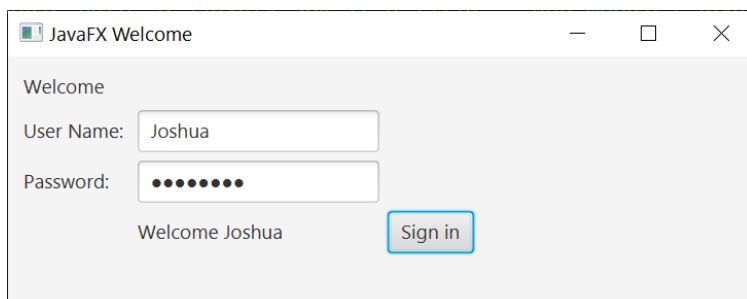 JavaFX Welcome
Welcome
User Name: Joshua
Password: ●●●●●●●●
Welcome Joshua Sign in